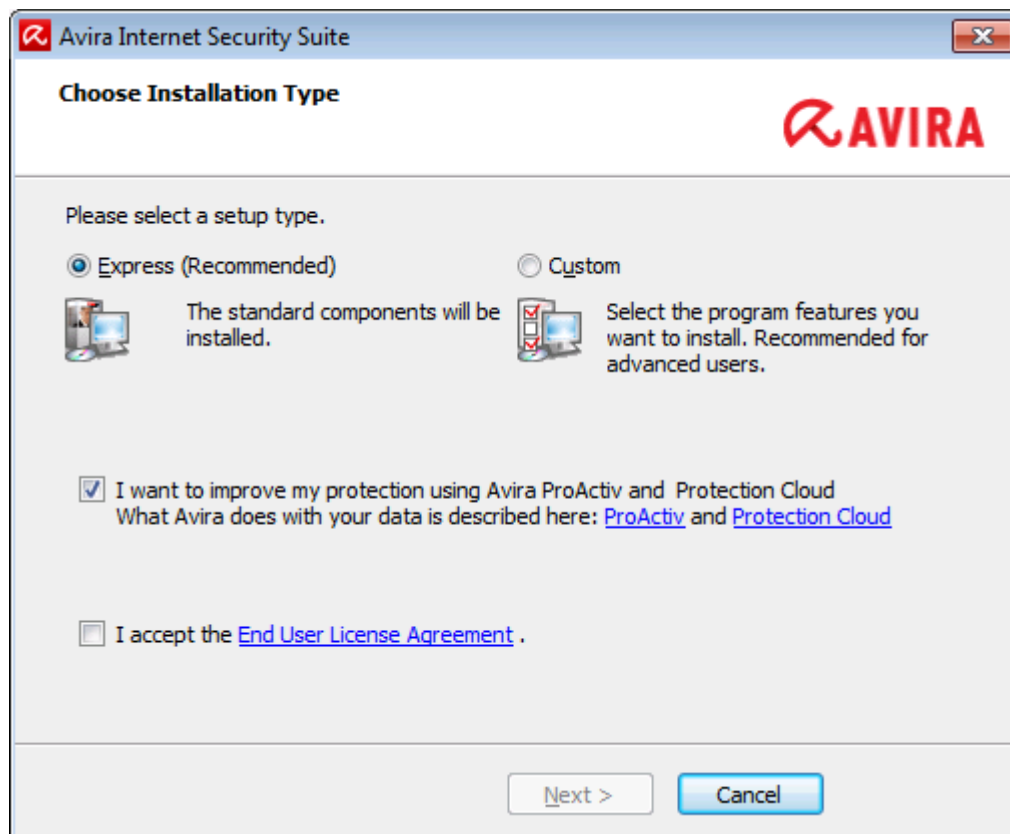 Avira Internet Security Suite
Choose Installation Type
AVIRA
Please select a setup type.
Express (Recommended)
Custom
The standard components will be
installed.
Select the program features you
want to install. Recommended for
advanced users.
I want to improve my protection using Avira ProActiv and  Protection Cloud
What Avira does with your data is described here: ProActiv and Protection Cloud
I accept the End User License Agreement .
Next >
Cancel